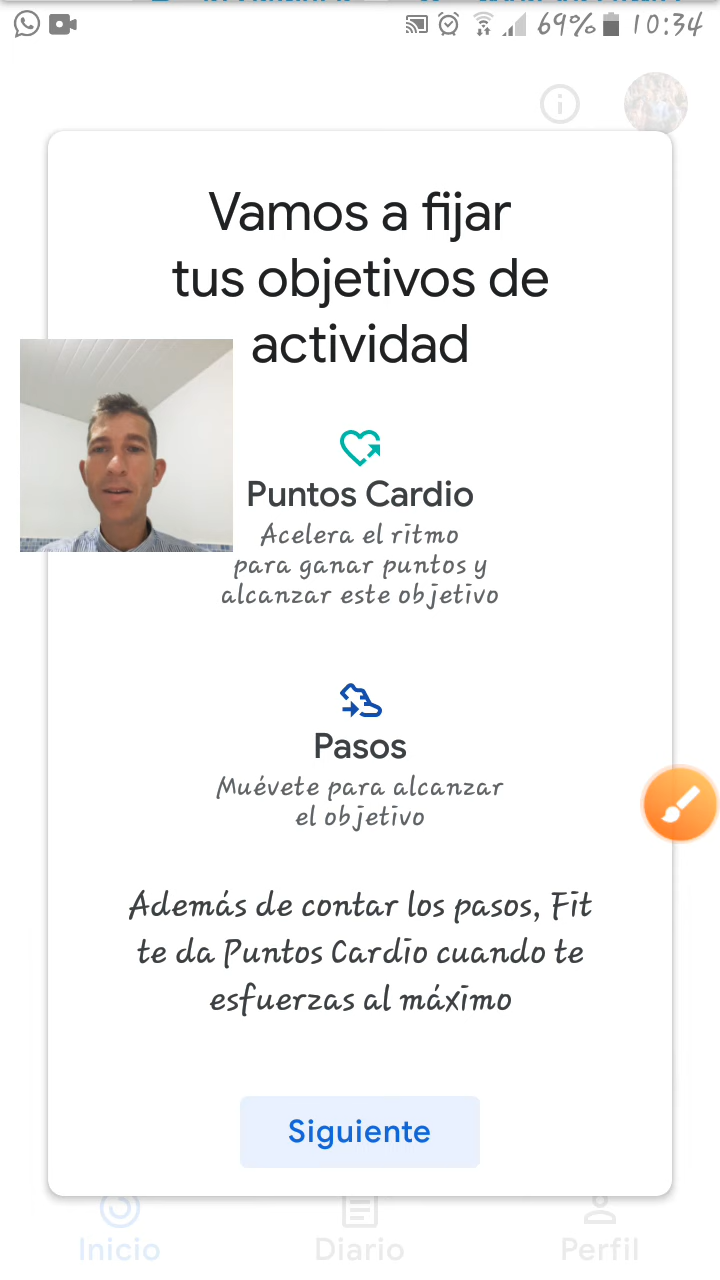 69% 10:34
Vamos a fijar
tus objetivos de
actividad
Puntos Cardio
Acelera el ritmo
para ganar puntos y
alcanzar este objetivo
Pasos
Muévete para alcanzar
el objetivo
Además de contar los pasos, Fit
te da Puntos Cardio cuando te
esfuerzas al máximo
Siguiente
Inicio Diario Perfil